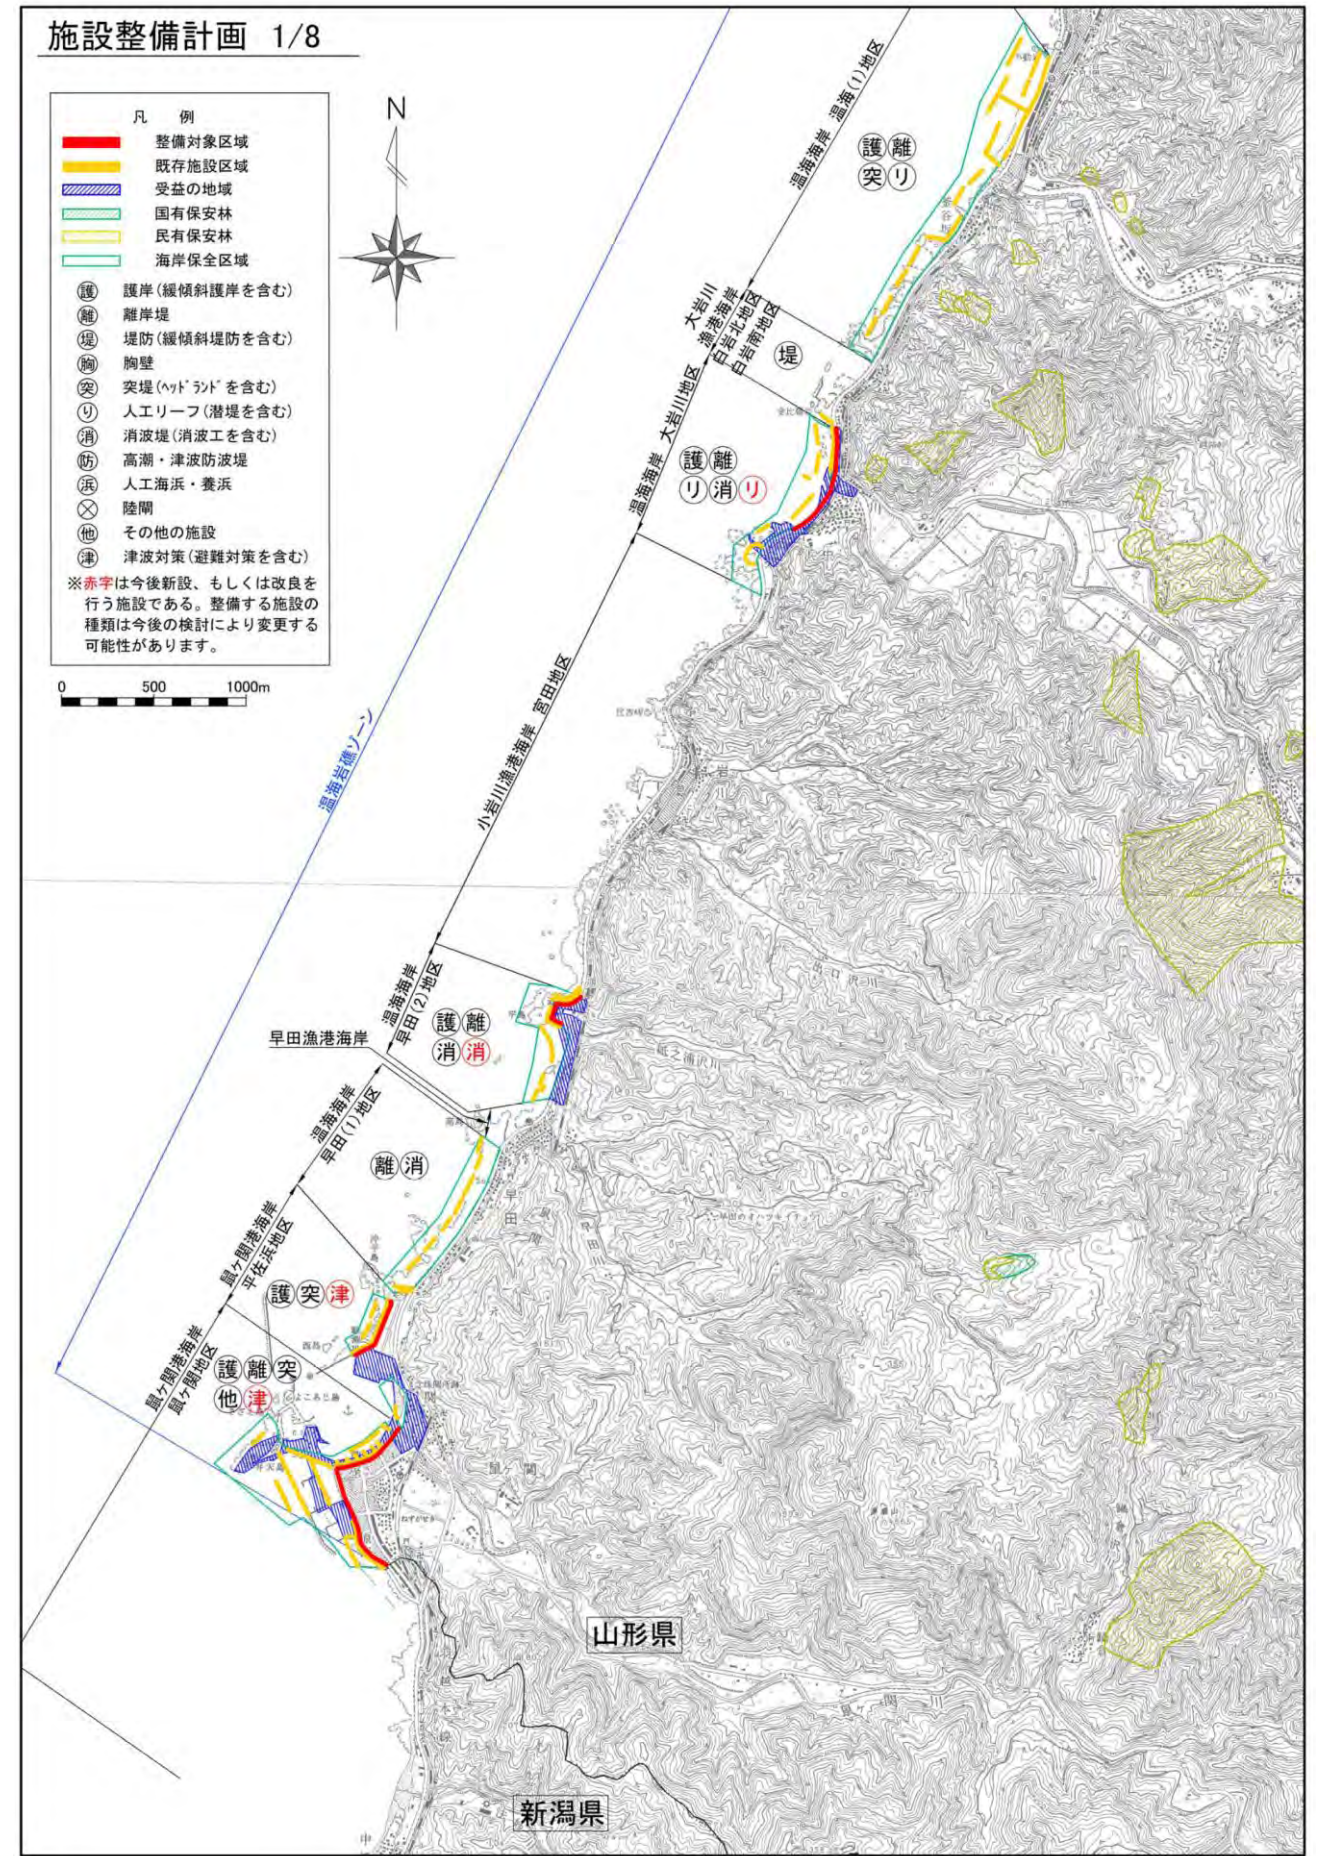 施設整備計画 1/8
凡 例
整備対象区域
既存施設区域
受益の地域
国有保安林
民有保安林
海岸保全区域
護 護岸(緩傾斜護岸を含む)
離 離岸堤
堤 堤防(緩傾斜堤防を含む)
胸 胸壁
突 突堤(ﾍｯﾄﾞﾗﾝﾄﾞを含む)
リ 人工リーフ(潜堤を含む)
消 消波堤(消波工を含む)
防 高潮・津波防波堤
浜 人工海浜・養浜
陸閘
他 その他の施設
津 津波対策(避難対策を含む)
※赤字は今後新設、もしくは改良を
行う施設である。整備する施設の
種類は今後の検討により変更する
可能性があります。
0 500 1000m
N
温海海岸 温海(1)地区
護離
突リ
大岩川
漁港海岸
白岩北地区
白岩南地区
堤
温海海岸 大岩川地区
護離
リ消リ
小岩川漁港海岸 宮田地区
温海岩礁ゾーン
温海海岸
早田(2)地区
護離
消消
早田漁港海岸
温海海岸
早田(1)地区
離消
鼠ヶ関港海岸
平佐浜地区
護突津
鼠ヶ関港海岸
鼠ヶ関地区
護離突
他津
早田
早田川
鼠ヶ関
弁天島
山形県
新潟県